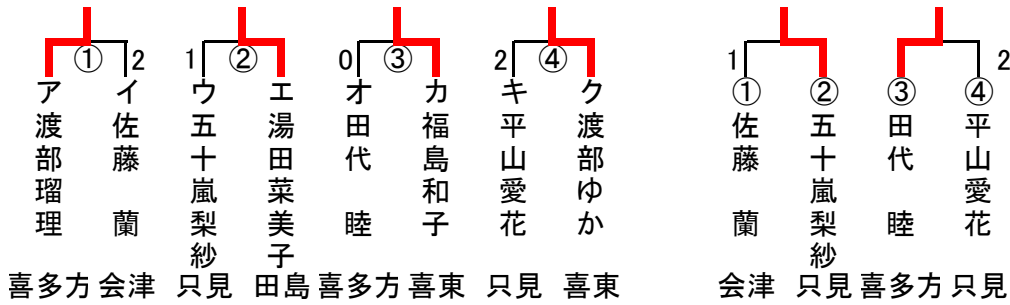 ① 2 1 ② 0 ③ 2 ④ 1 2
ア イ ウ エ オ カ キ ク ① ② ③ ④
渡部瑠理
佐藤 蘭
五十嵐梨紗
湯田菜美子
田代 睦
福島和子
平山愛花
渡部ゆか
佐藤 蘭
五十嵐梨紗
田代 睦
平山愛花
喜多方 会津 只見 田島 喜多方 喜東 只見 喜東 会津 只見 喜多方 只見